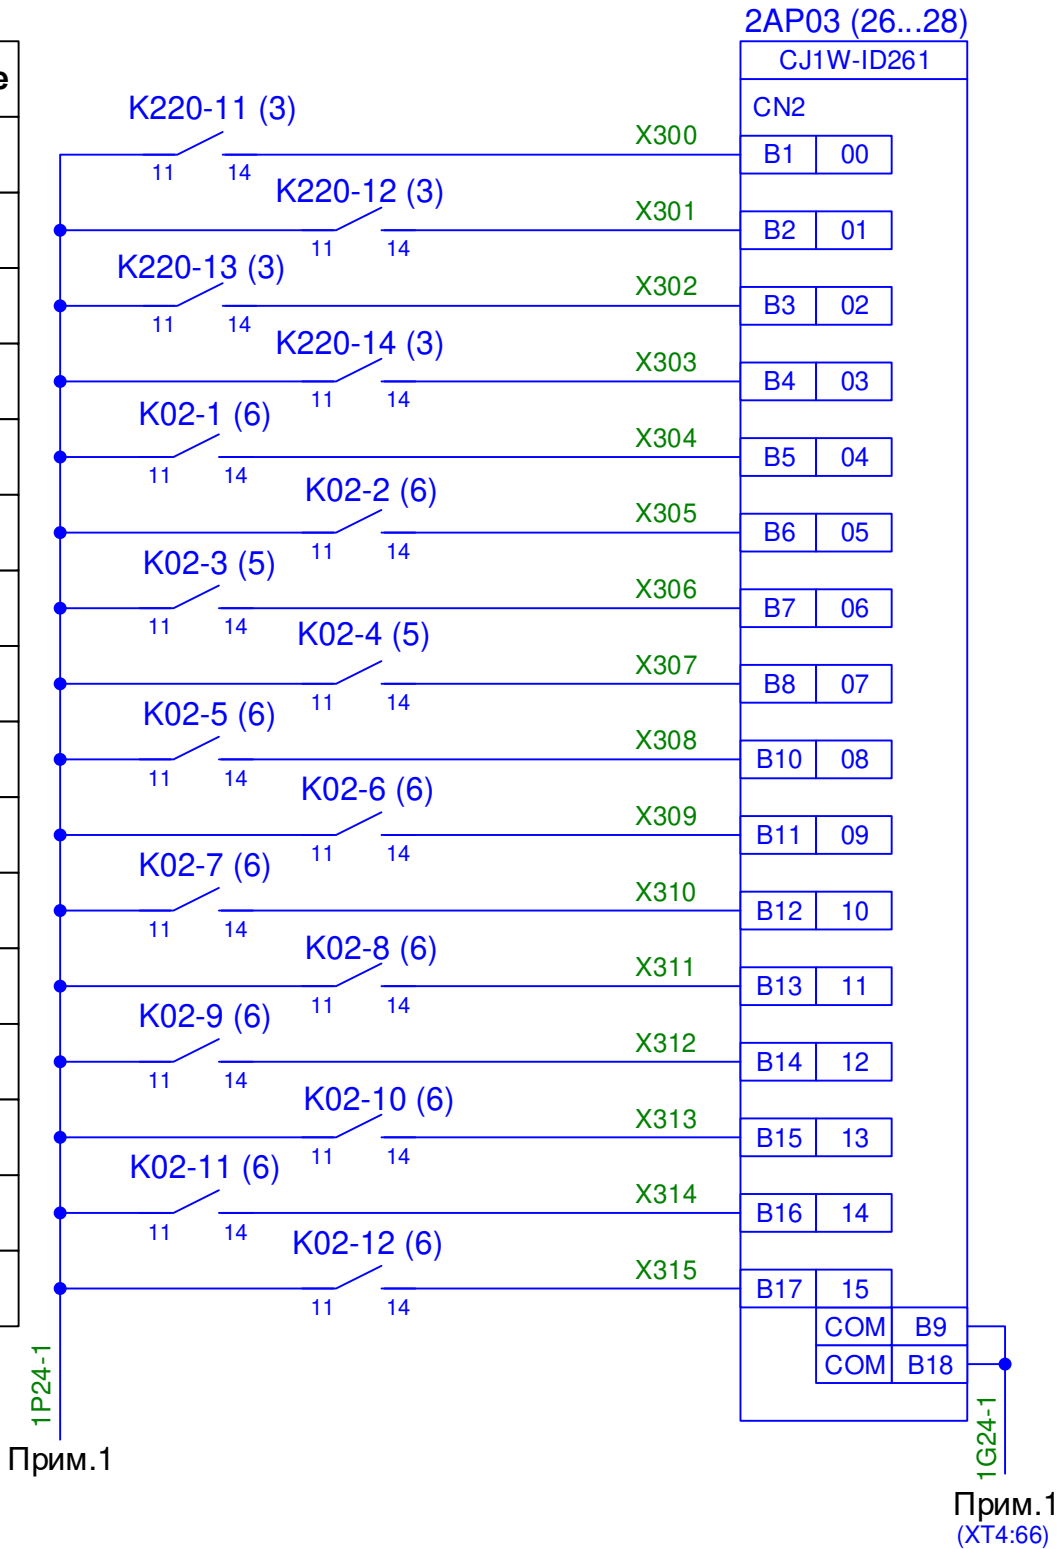 2AP03 (26...28)
CJ1W-ID261
е
CN2
K220-11 (3)
X300
B1 00
11 14
K220-12 (3)
X301
B2 01
11 14
K220-13 (3)
X302
B3 02
11 14
K220-14 (3)
X303
B4 03
11 14
K02-1 (6)
X304
B5 04
11 14
K02-2 (6)
X305
B6 05
11 14
K02-3 (5)
X306
B7 06
11 14
K02-4 (5)
X307
B8 07
11 14
K02-5 (6)
X308
B10 08
11 14
K02-6 (6)
X309
B11 09
11 14
K02-7 (6)
X310
B12 10
11 14
K02-8 (6)
X311
B13 11
11 14
K02-9 (6)
X312
B14 12
11 14
K02-10 (6)
X313
B15 13
11 14
K02-11 (6)
X314
B16 14
11 14
K02-12 (6)
X315
B17 15
11 14
COM B9
COM B18
1P24-1
Прим.1
1G24-1
Прим.1
(XT4:66)